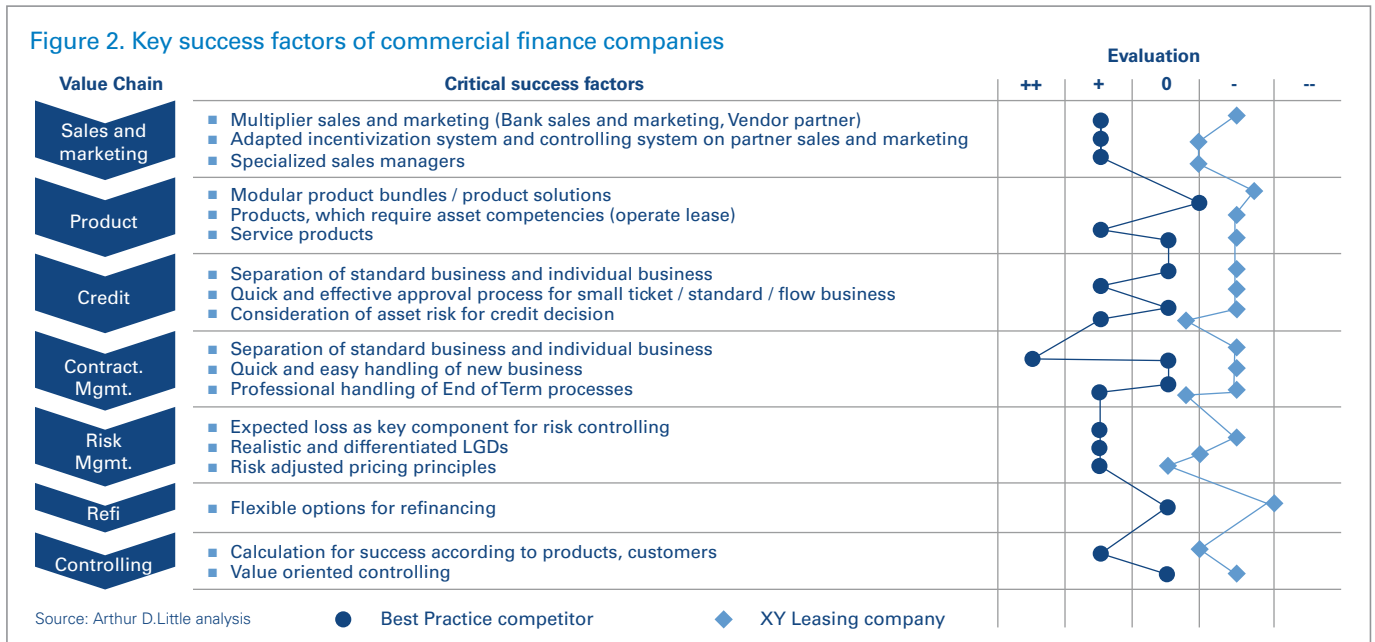 Figure 2. Key success factors of commercial finance companies
Evaluation
Value Chain
Critical success factors
++ + 0 - --
Sales and
marketing
Multiplier sales and marketing (Bank sales and marketing, Vendor partner)
Adapted incentivization system and controlling system on partner sales and marketing
Specialized sales managers
Product
Modular product bundles / product solutions
Products, which require asset competencies (operate lease)
Service products
Credit
Separation of standard business and individual business
Quick and effective approval process for small ticket / standard / flow business
Consideration of asset risk for credit decision
Contract.
Mgmt.
Separation of standard business and individual business
Quick and easy handling of new business
Professional handling of End of Term processes
Risk
Mgmt.
Expected loss as key component for risk controlling
Realistic and differentiated LGDs
Risk adjusted pricing principles
Refi
Flexible options for refinancing
Controlling
Calculation for success according to products, customers
Value oriented controlling
Source: Arthur D.Little analysis
Best Practice competitor
XY Leasing company